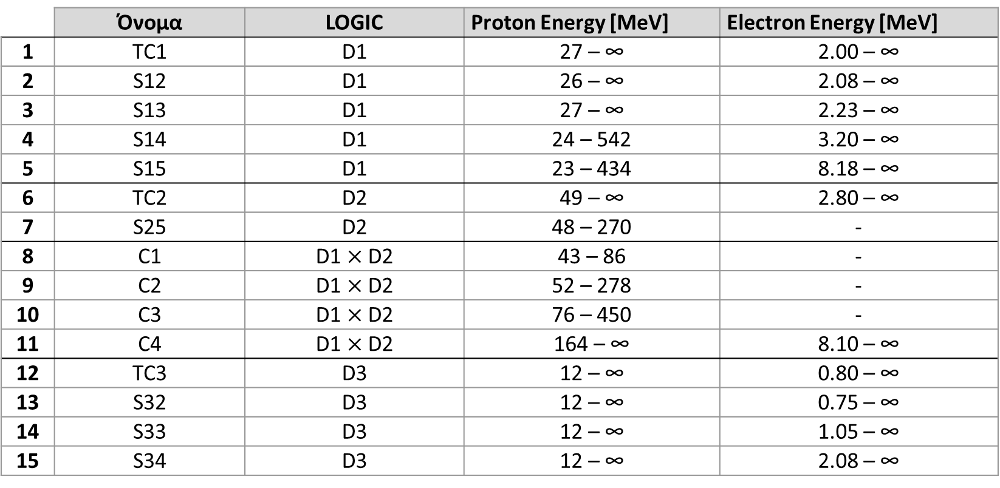 Όνομα LOGIC Proton Energy [MeV] Electron Energy [MeV]
1 TC1 D1 27 – ∞ 2.00 – ∞
2 S12 D1 26 – ∞ 2.08 – ∞
3 S13 D1 27 – ∞ 2.23 – ∞
4 S14 D1 24 – 542 3.20 – ∞
5 S15 D1 23 – 434 8.18 – ∞
6 TC2 D2 49 – ∞ 2.80 – ∞
7 S25 D2 48 – 270 -
8 C1 D1 × D2 43 – 86 -
9 C2 D1 × D2 52 – 278 -
10 C3 D1 × D2 76 – 450 -
11 C4 D1 × D2 164 – ∞ 8.10 – ∞
12 TC3 D3 12 – ∞ 0.80 – ∞
13 S32 D3 12 – ∞ 0.75 – ∞
14 S33 D3 12 – ∞ 1.05 – ∞
15 S34 D3 12 – ∞ 2.08 – ∞